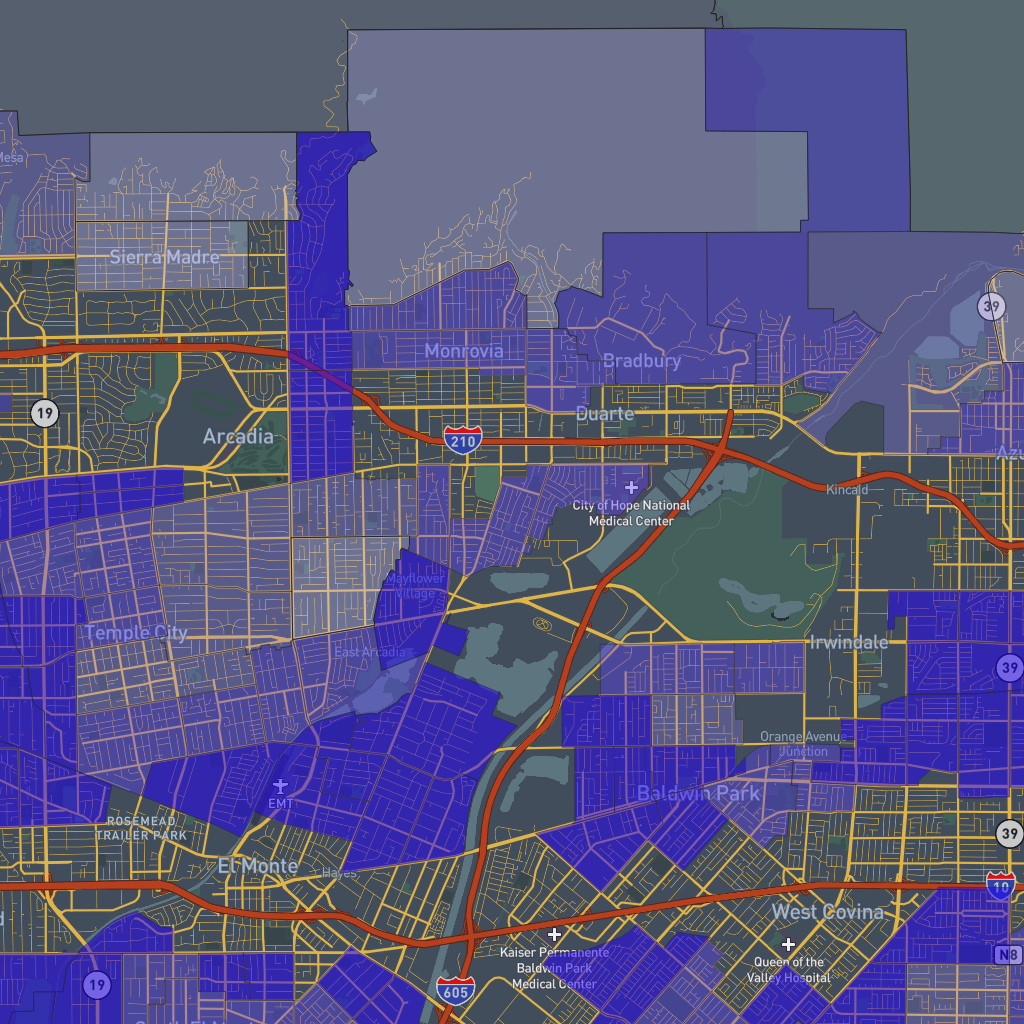 Mesa
Sierra Madre
39
Monrovia
Bradbury
19
Duarte
Arcadia
210
Kincald
City of Hope National
Medical Center
Mayflower
Village
Temple City
Irwindale
East Arcadia
39
Orange Avenue
Junction
EMT
Baldwin Park
ROSEMEAD
TRAILER PARK
39
El Monte
Hayes
10
West Covina
Kaiser Permanente
Baldwin Park
Medical Center
Queen of the
Valley Hospital
N8
19
605